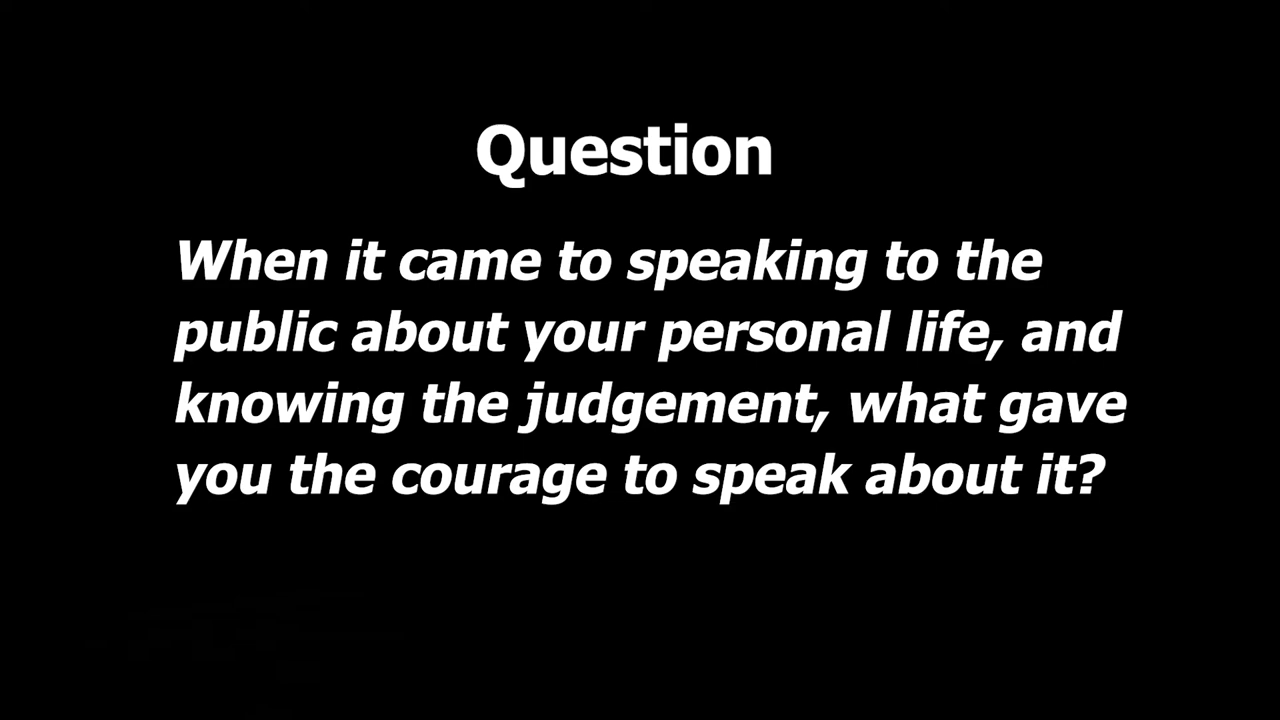 Question
When it came to speaking to the
public about your personal life, and
knowing the judgement, what gave
you the courage to speak about it?